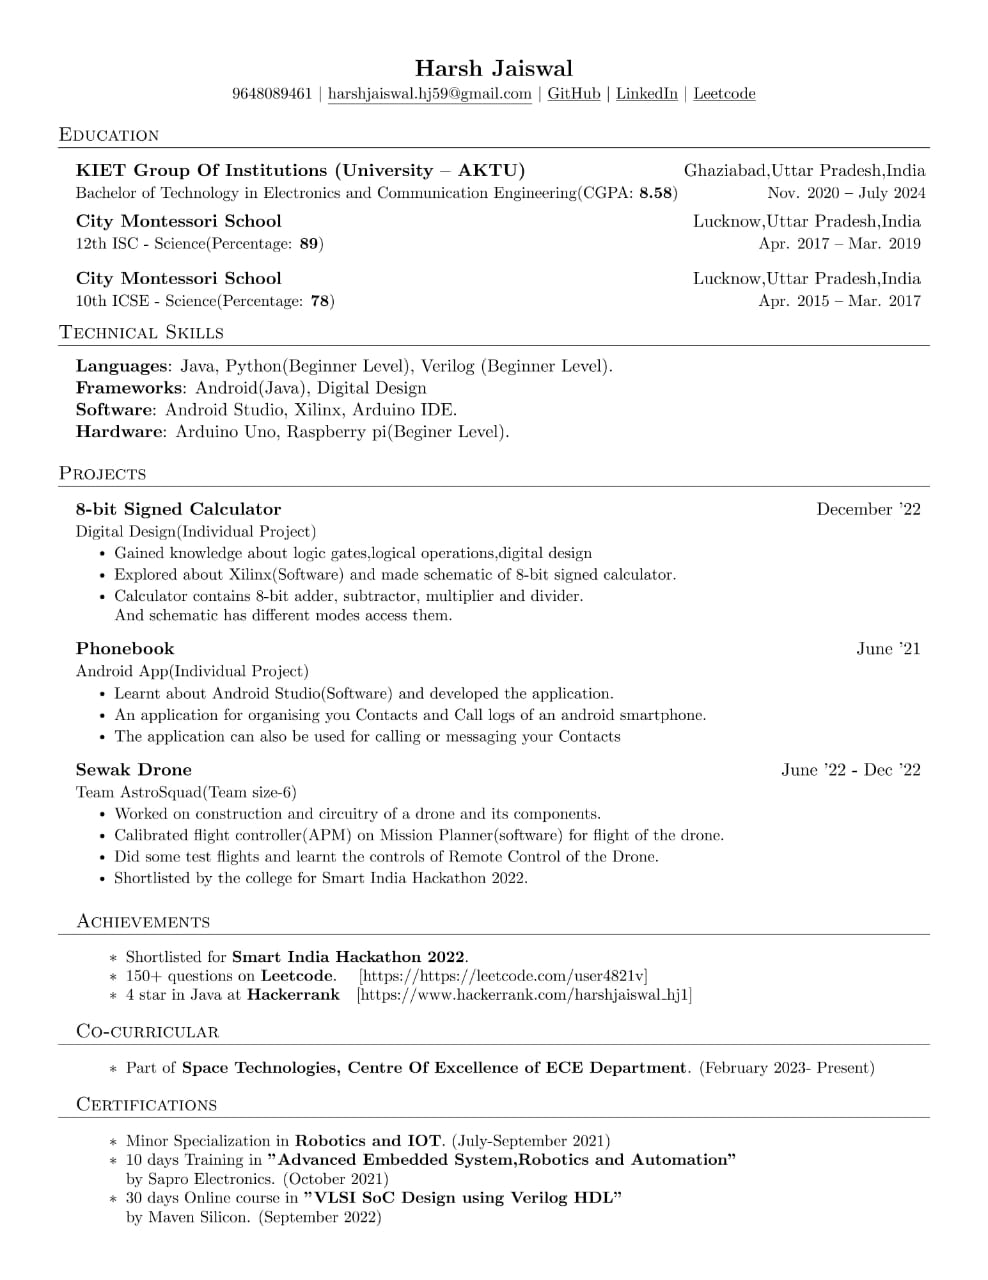 Harsh Jaiswal
9648089461 | harshjaiswal.hj59@gmail.com | GitHub | LinkedIn | Leetcode
Education
KIET Group Of Institutions (University – AKTU) Ghaziabad,Uttar Pradesh,India
Bachelor of Technology in Electronics and Communication Engineering(CGPA: 8.58) Nov. 2020 – July 2024
City Montessori School Lucknow,Uttar Pradesh,India
12th ISC - Science(Percentage: 89) Apr. 2017 – Mar. 2019
City Montessori School Lucknow,Uttar Pradesh,India
10th ICSE - Science(Percentage: 78) Apr. 2015 – Mar. 2017
Technical Skills
Languages: Java, Python(Beginner Level), Verilog (Beginner Level).
Frameworks: Android(Java), Digital Design
Software: Android Studio, Xilinx, Arduino IDE.
Hardware: Arduino Uno, Raspberry pi(Beginer Level).
Projects
8-bit Signed Calculator December '22
Digital Design(Individual Project)
• Gained knowledge about logic gates,logical operations,digital design
• Explored about Xilinx(Software) and made schematic of 8-bit signed calculator.
• Calculator contains 8-bit adder, subtractor, multiplier and divider.
And schematic has different modes access them.
Phonebook June '21
Android App(Individual Project)
• Learnt about Android Studio(Software) and developed the application.
• An application for organising you Contacts and Call logs of an android smartphone.
• The application can also be used for calling or messaging your Contacts
Sewak Drone June '22 - Dec '22
Team AstroSquad(Team size-6)
• Worked on construction and circuitry of a drone and its components.
• Calibrated flight controller(APM) on Mission Planner(software) for flight of the drone.
• Did some test flights and learnt the controls of Remote Control of the Drone.
• Shortlisted by the college for Smart India Hackathon 2022.
Achievements
* Shortlisted for Smart India Hackathon 2022.
* 150+ questions on Leetcode. [https://https://leetcode.com/user4821v]
* 4 star in Java at Hackerrank [https://www.hackerrank.com/harshjaiswal_hj1]
Co-curricular
* Part of Space Technologies, Centre Of Excellence of ECE Department. (February 2023- Present)
Certifications
* Minor Specialization in Robotics and IOT. (July-September 2021)
* 10 days Training in ”Advanced Embedded System,Robotics and Automation”
by Sapro Electronics. (October 2021)
* 30 days Online course in ”VLSI SoC Design using Verilog HDL”
by Maven Silicon. (September 2022)